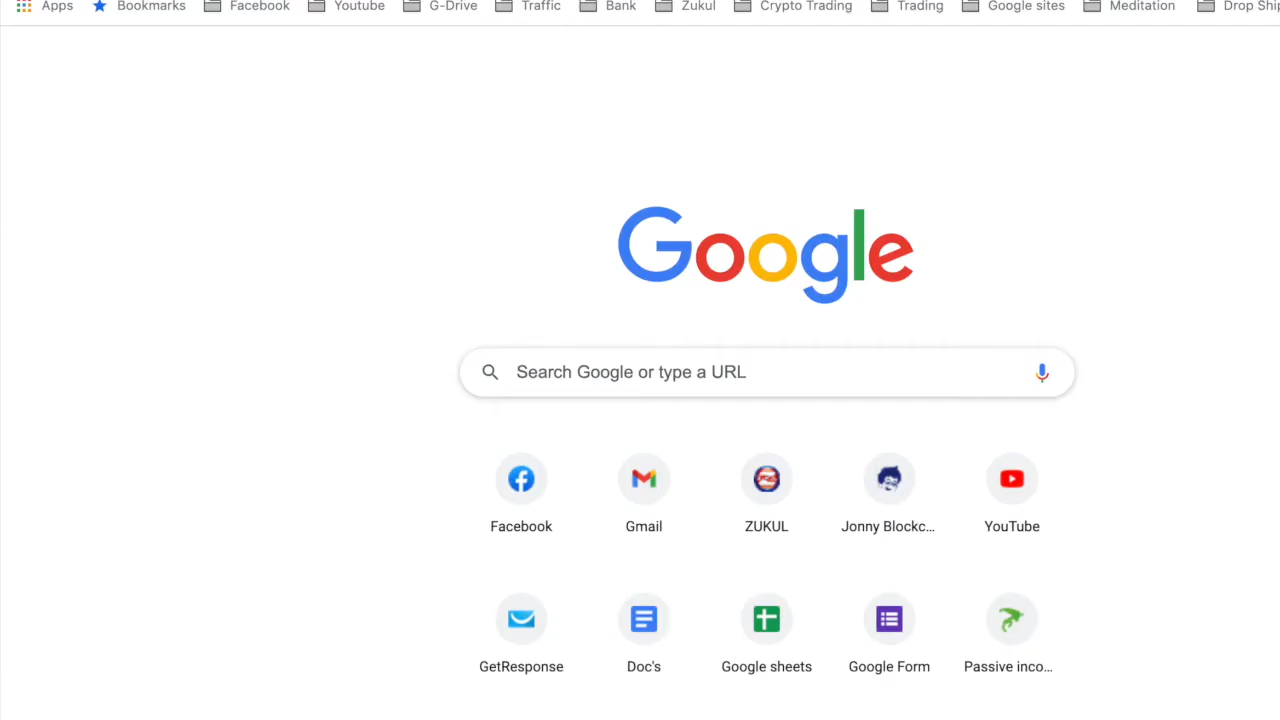 Apps Bookmarks Facebook Youtube G-Drive Traffic Bank Zukul Crypto Trading Trading Google sites Meditation Drop Ship
Google
Search Google or type a URL
Facebook Gmail ZUKUL Jonny Blockc... YouTube
GetResponse Doc's Google sheets Google Form Passive inco...